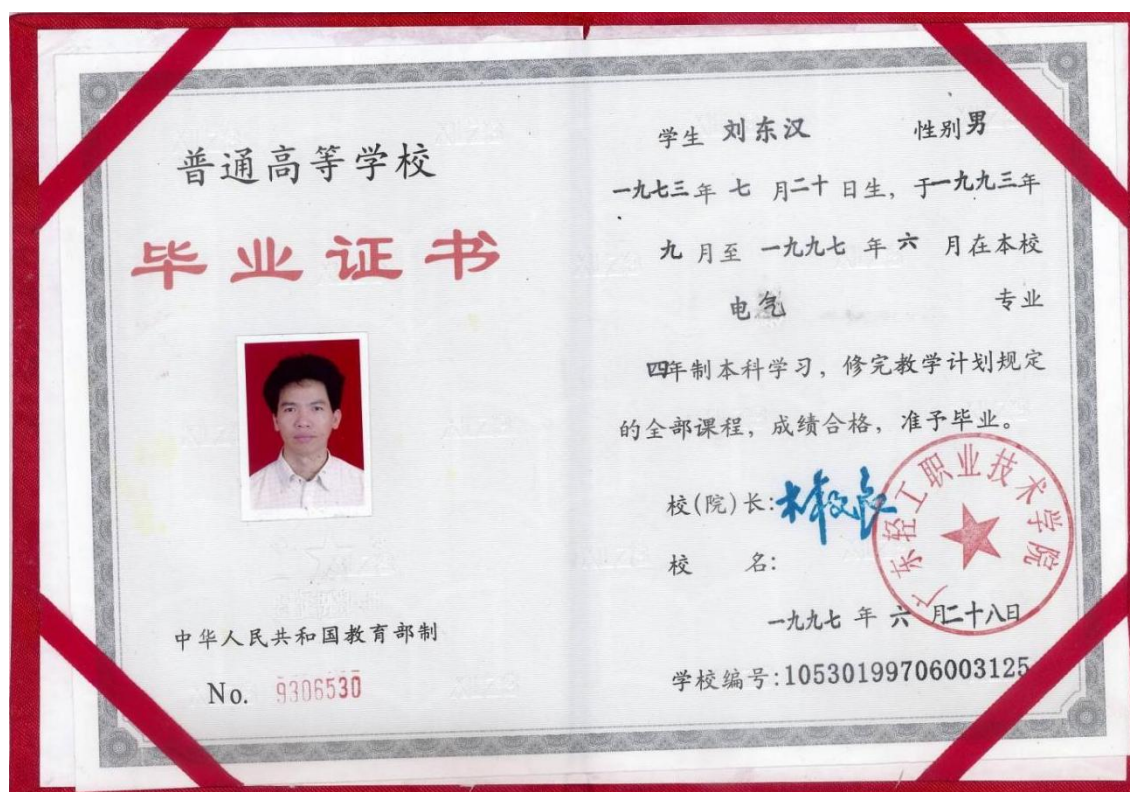 普通高等学校
毕业证书
中华人民共和国教育部制
No. 9306530
学生 刘东汉 性别男
一九七三年 七 月二十 日生，于一九九三年
九 月至 一九九七 年 六 月在本校
电气 专业
四年制本科学习，修完教学计划规定
的全部课程，成绩合格，准予毕业。
校(院)长:
校 名:
广东轻工职业技术学院
一九九七 年 六 月二十八日
学校编号:10530199706003125